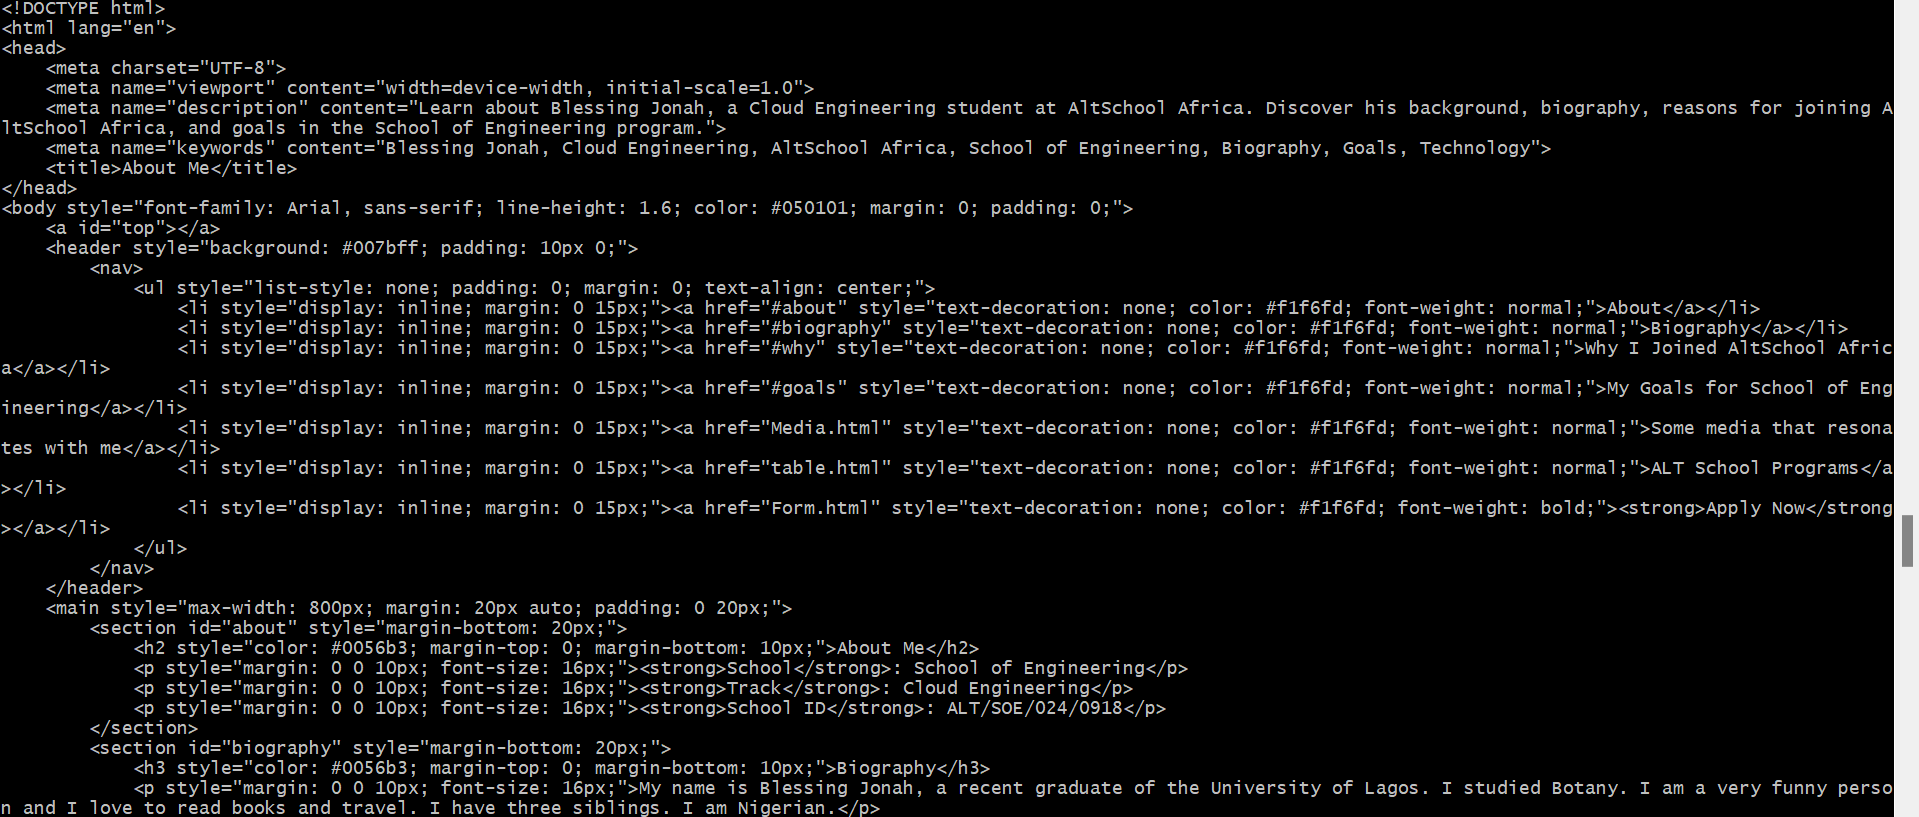 <!DOCTYPE html>
<html lang="en">
<head>
    <meta charset="UTF-8">
    <meta name="viewport" content="width=device-width, initial-scale=1.0">
    <meta name="description" content="Learn about Blessing Jonah, a Cloud Engineering student at AltSchool Africa. Discover his background, biography, reasons for joining A
ltSchool Africa, and goals in the School of Engineering program.">
    <meta name="keywords" content="Blessing Jonah, Cloud Engineering, AltSchool Africa, School of Engineering, Biography, Goals, Technology">
    <title>About Me</title>
</head>
<body style="font-family: Arial, sans-serif; line-height: 1.6; color: #050101; margin: 0; padding: 0;">
    <a id="top"></a>
    <header style="background: #007bff; padding: 10px 0;">
        <nav>
            <ul style="list-style: none; padding: 0; margin: 0; text-align: center;">
                <li style="display: inline; margin: 0 15px;"><a href="#about" style="text-decoration: none; color: #f1f6fd; font-weight: normal;">About</a></li>
                <li style="display: inline; margin: 0 15px;"><a href="#biography" style="text-decoration: none; color: #f1f6fd; font-weight: normal;">Biography</a></li>
                <li style="display: inline; margin: 0 15px;"><a href="#why" style="text-decoration: none; color: #f1f6fd; font-weight: normal;">Why I Joined AltSchool Afric
a</a></li>
                <li style="display: inline; margin: 0 15px;"><a href="#goals" style="text-decoration: none; color: #f1f6fd; font-weight: normal;">My Goals for School of Eng
ineering</a></li>
                <li style="display: inline; margin: 0 15px;"><a href="Media.html" style="text-decoration: none; color: #f1f6fd; font-weight: normal;">Some media that resona
tes with me</a></li>
                <li style="display: inline; margin: 0 15px;"><a href="table.html" style="text-decoration: none; color: #f1f6fd; font-weight: normal;">ALT School Programs</a
></li>
                <li style="display: inline; margin: 0 15px;"><a href="Form.html" style="text-decoration: none; color: #f1f6fd; font-weight: bold;"><strong>Apply Now</strong
></a></li>
            </ul>
        </nav>
    </header>
    <main style="max-width: 800px; margin: 20px auto; padding: 0 20px;">
        <section id="about" style="margin-bottom: 20px;">
            <h2 style="color: #0056b3; margin-top: 0; margin-bottom: 10px;">About Me</h2>
            <p style="margin: 0 0 10px; font-size: 16px;"><strong>School</strong>: School of Engineering</p>
            <p style="margin: 0 0 10px; font-size: 16px;"><strong>Track</strong>: Cloud Engineering</p>
            <p style="margin: 0 0 10px; font-size: 16px;"><strong>School ID</strong>: ALT/SOE/024/0918</p>
        </section>
        <section id="biography" style="margin-bottom: 20px;">
            <h3 style="color: #0056b3; margin-top: 0; margin-bottom: 10px;">Biography</h3>
            <p style="margin: 0 0 10px; font-size: 16px;">My name is Blessing Jonah, a recent graduate of the University of Lagos. I studied Botany. I am a very funny perso
n and I love to read books and travel. I have three siblings. I am Nigerian.</p>